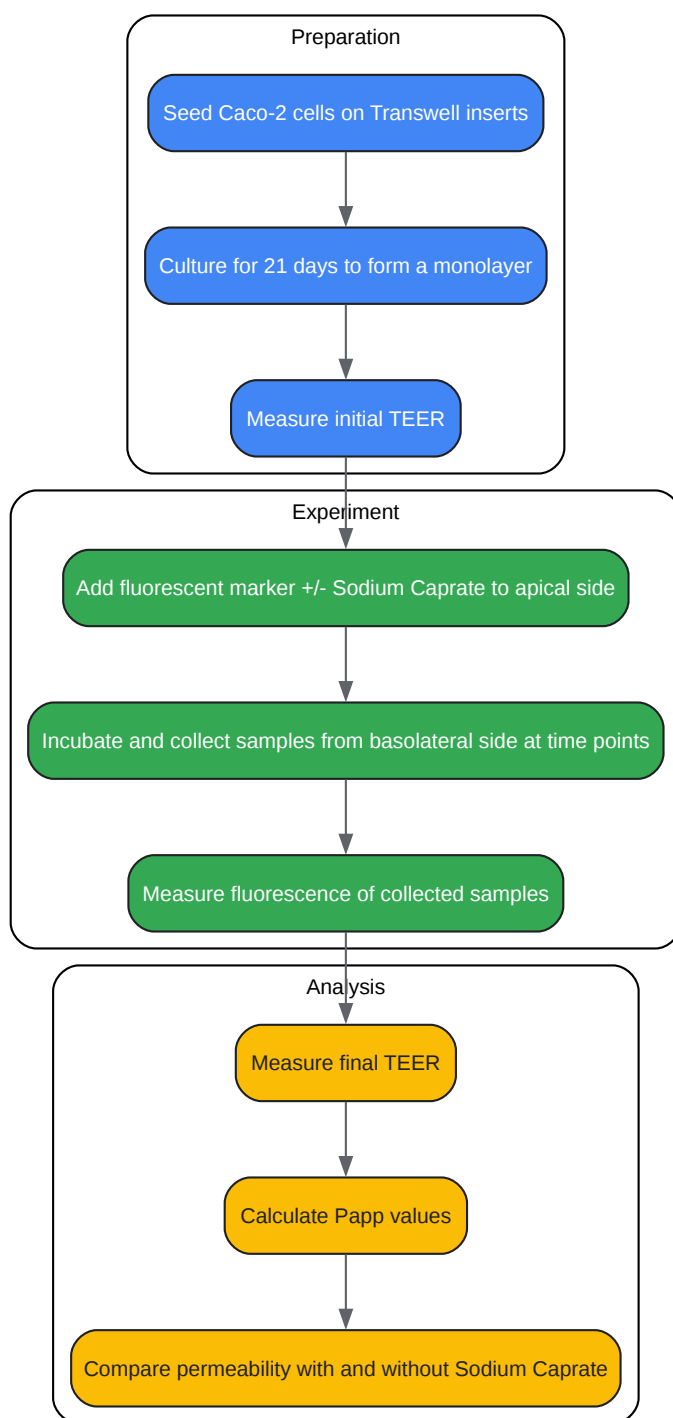 Preparation
Seed Caco-2 cells on Transwell inserts
Culture for 21 days to form a monolayer
Measure initial TEER
Experiment
Add fluorescent marker +/- Sodium Caprate to apical side
Incubate and collect samples from basolateral side at time points
Measure fluorescence of collected samples
Analysis
Measure final TEER
Calculate Papp values
Compare permeability with and without Sodium Caprate